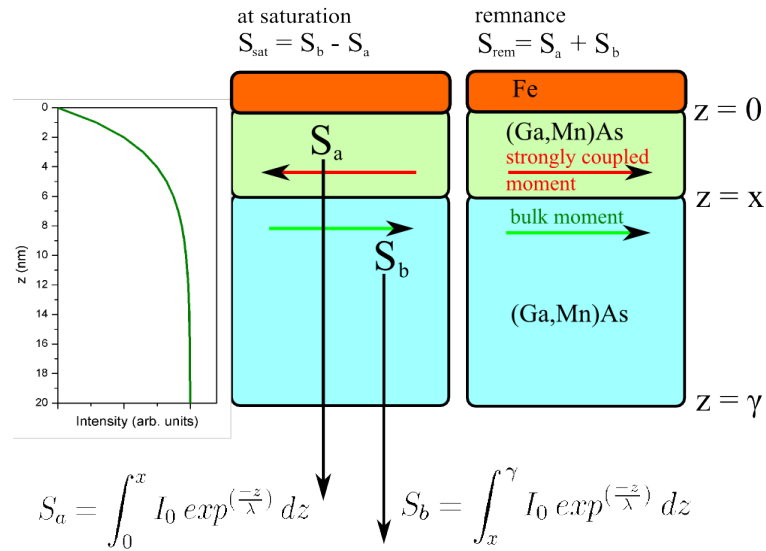 at saturation
S_sat = S_b - S_a
remnance
S_rem= S_a + S_b
Fe
z = 0
(Ga,Mn)As
strongly coupled
moment
S_a
z = x
bulk moment
S_b
(Ga,Mn)As
z = γ
0
2
4
6
8
10
12
14
16
18
20
z (nm)
Intensity (arb. units)
S_a = ∫_0^x I_0 exp^(\frac{-z}{λ}) dz
S_b = ∫_x^γ I_0 exp^(\frac{-z}{λ}) dz